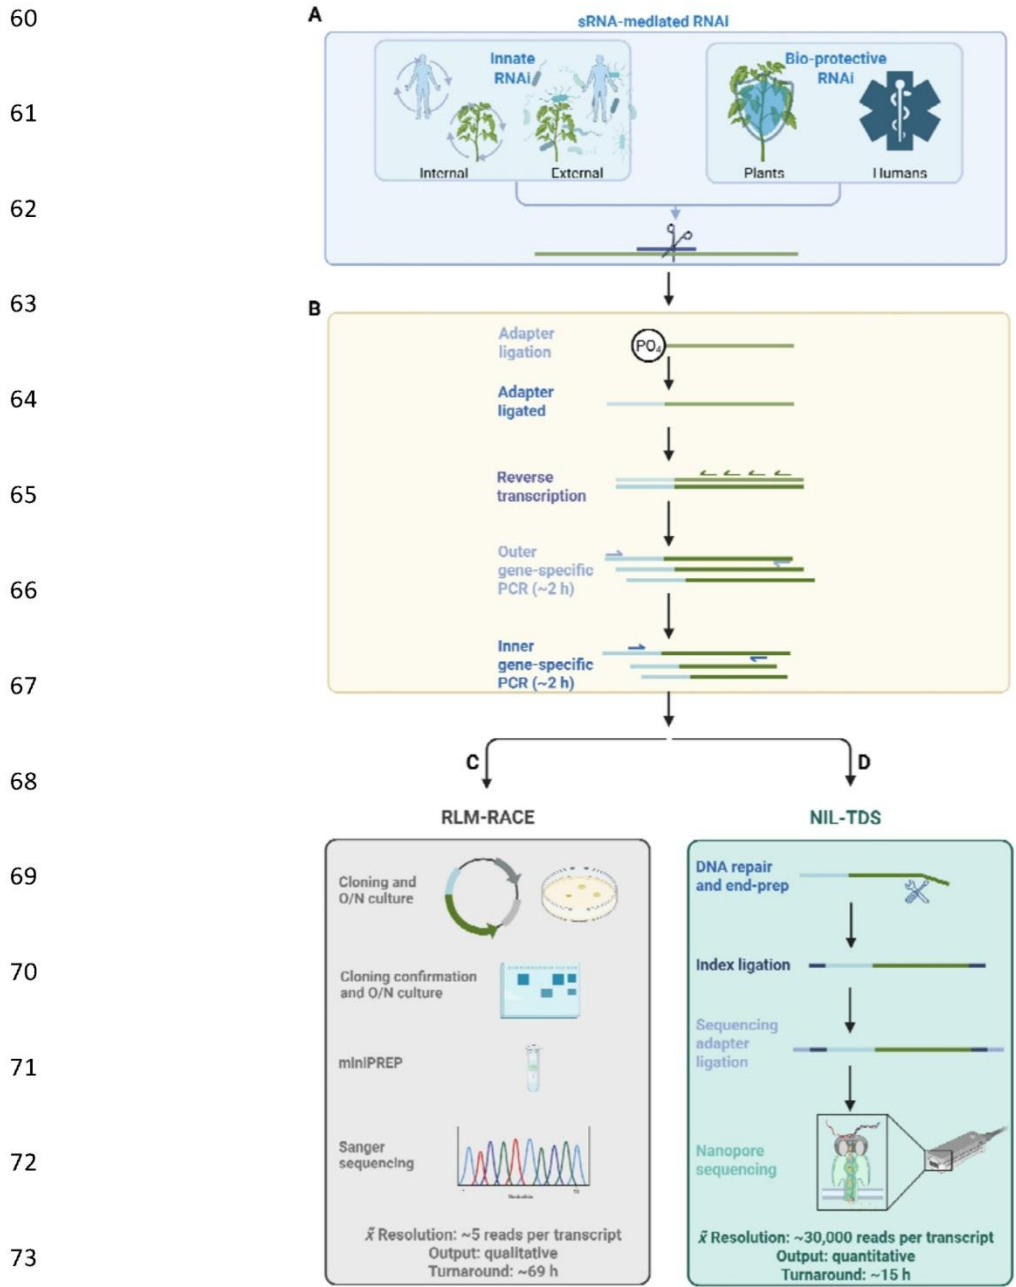 60
A
sRNA-mediated RNAi
Innate
RNAi
Bio-protective
RNAi
61
Internal
External
Plants
Humans
62
63
B
Adapter
ligation
PO₄
64
Adapter
ligated
65
Reverse
transcription
Outer
gene-specific
PCR (~2 h)
66
Inner
gene-specific
PCR (~2 h)
67
C
D
68
RLM-RACE
NIL-TDS
69
Cloning and
O/N culture
DNA repair
and end-prep
70
Cloning confirmation
and O/N culture
Index ligation
Sequencing
adapter
ligation
71
miniPREP
72
Sanger
sequencing
Nanopore
sequencing
x̃ Resolution: ~5 reads per transcript
Output: qualitative
Turnaround: ~69 h
x̃ Resolution: ~30,000 reads per transcript
Output: quantitative
Turnaround: ~15 h
73